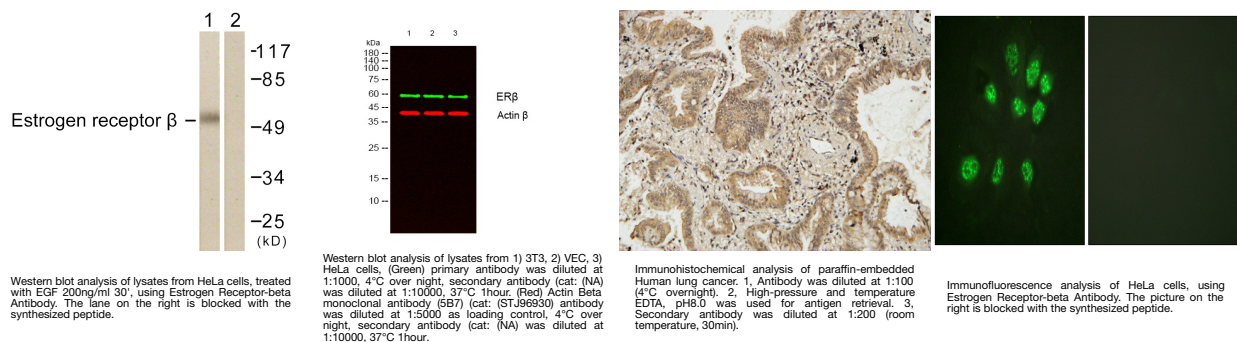 1 2
-117
-85
Estrogen receptor β –
-49
-34
-25
(kD)
Western blot analysis of lysates from HeLa cells, treated
with EGF 200ng/ml 30', using Estrogen Receptor-beta
Antibody. The lane on the right is blocked with the
synthesized peptide.
1 2 3
kDa
180 --
140 --
100 --
75 --
60 --
45 --
35 --
25 --
15 --
10 --
ERβ
Actin β
Western blot analysis of lysates from 1) 3T3, 2) VEC, 3)
HeLa cells, (Green) primary antibody was diluted at
1:1000, 4°C over night, secondary antibody (cat: (NA)
was diluted at 1:10000, 37°C 1hour. (Red) Actin Beta
monoclonal antibody (5B7) (cat: (STJ96930) antibody
was diluted at 1:5000 as loading control, 4°C over
night, secondary antibody (cat: (NA) was diluted at
1:10000, 37°C 1hour.
Immunohistochemical analysis of paraffin-embedded
Human lung cancer. 1, Antibody was diluted at 1:100
(4°C overnight). 2, High-pressure and temperature
EDTA, pH8.0 was used for antigen retrieval. 3,
Secondary antibody was diluted at 1:200 (room
temperature, 30min).
Immunofluorescence analysis of HeLa cells, using
Estrogen Receptor-beta Antibody. The picture on the
right is blocked with the synthesized peptide.